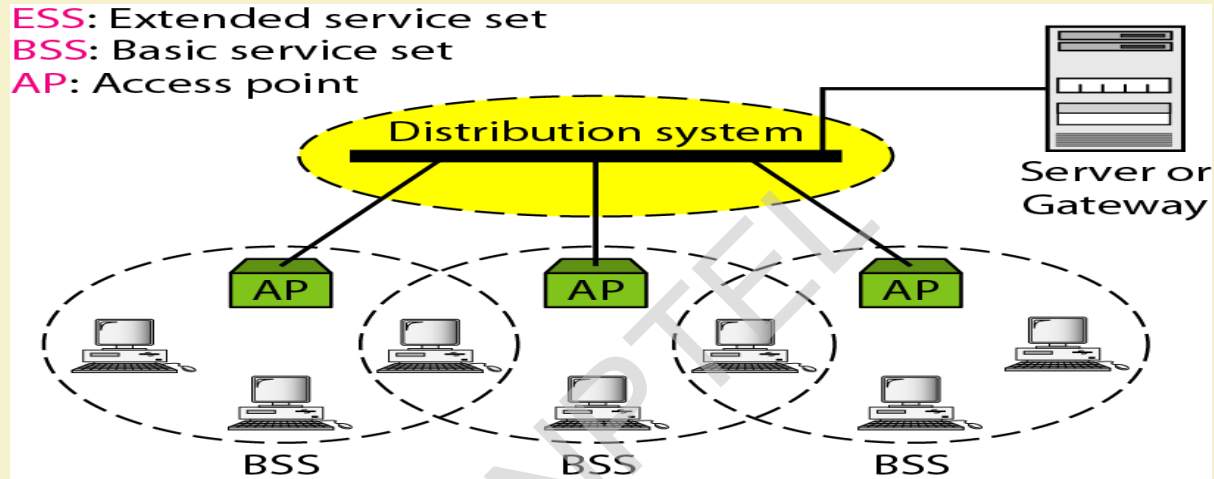 ESS: Extended service set
BSS: Basic service set
AP: Access point
Distribution system
Server or
Gateway
AP
AP
AP
BSS
BSS
BSS
NPTEL